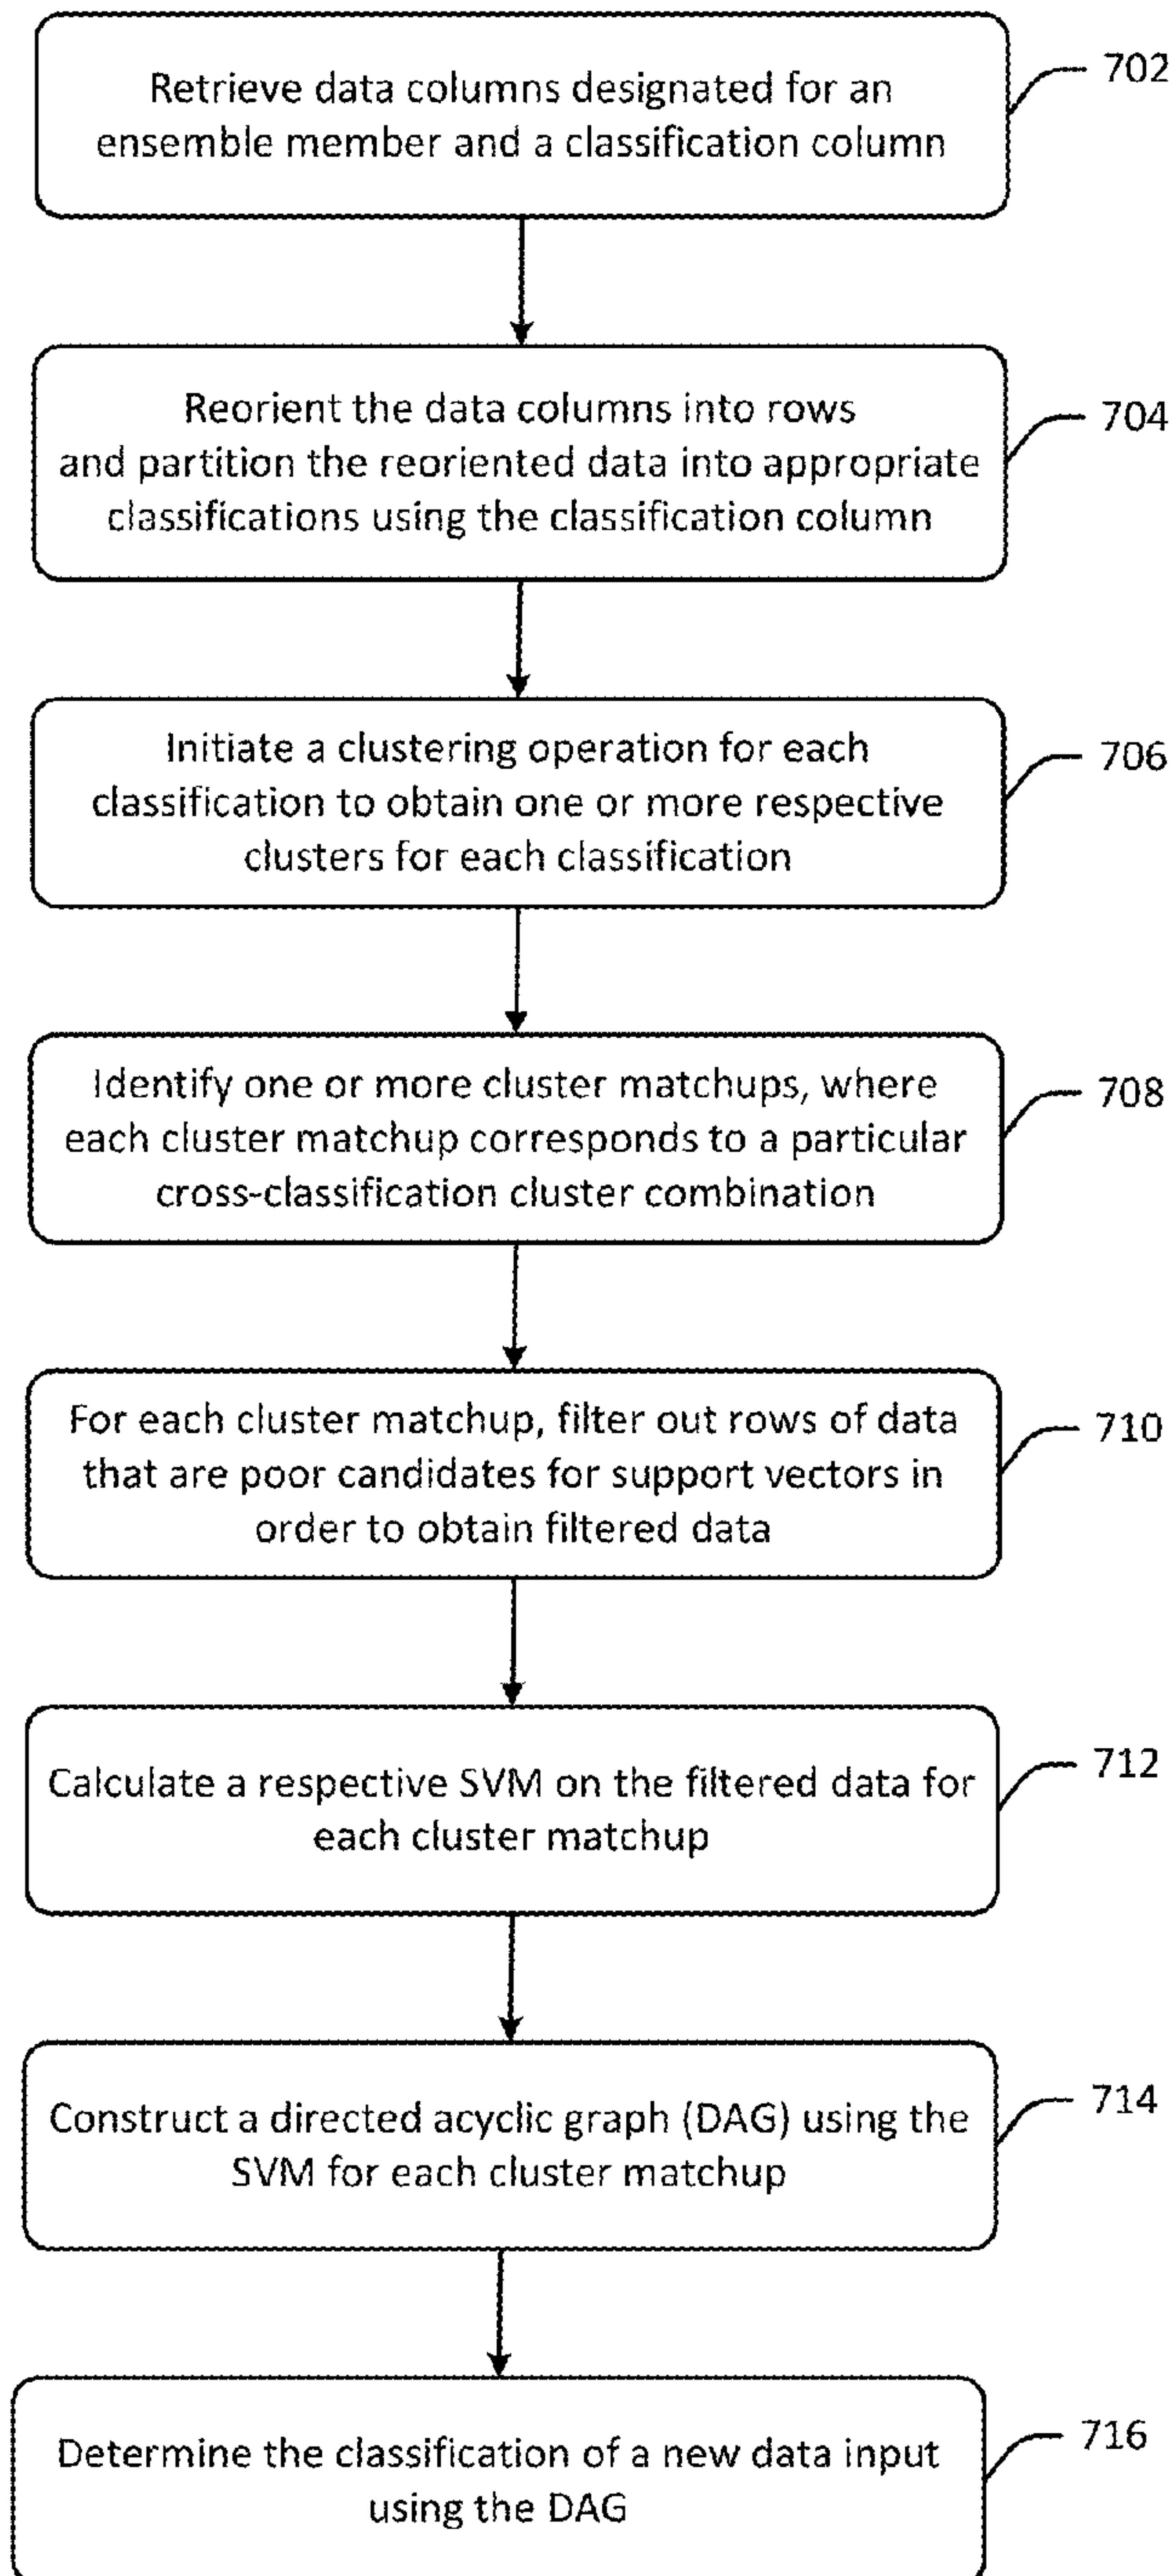 Retrieve data columns designated for an
ensemble member and a classification column
702
Reorient the data columns into rows
and partition the reoriented data into appropriate
classifications using the classification column
704
Initiate a clustering operation for each
classification to obtain one or more respective
clusters for each classification
706
Identify one or more cluster matchups, where
each cluster matchup corresponds to a particular
cross-classification cluster combination
708
For each cluster matchup, filter out rows of data
that are poor candidates for support vectors in
order to obtain filtered data
710
Calculate a respective SVM on the filtered data for
each cluster matchup
712
Construct a directed acyclic graph (DAG) using the
SVM for each cluster matchup
714
Determine the classification of a new data input
using the DAG
716